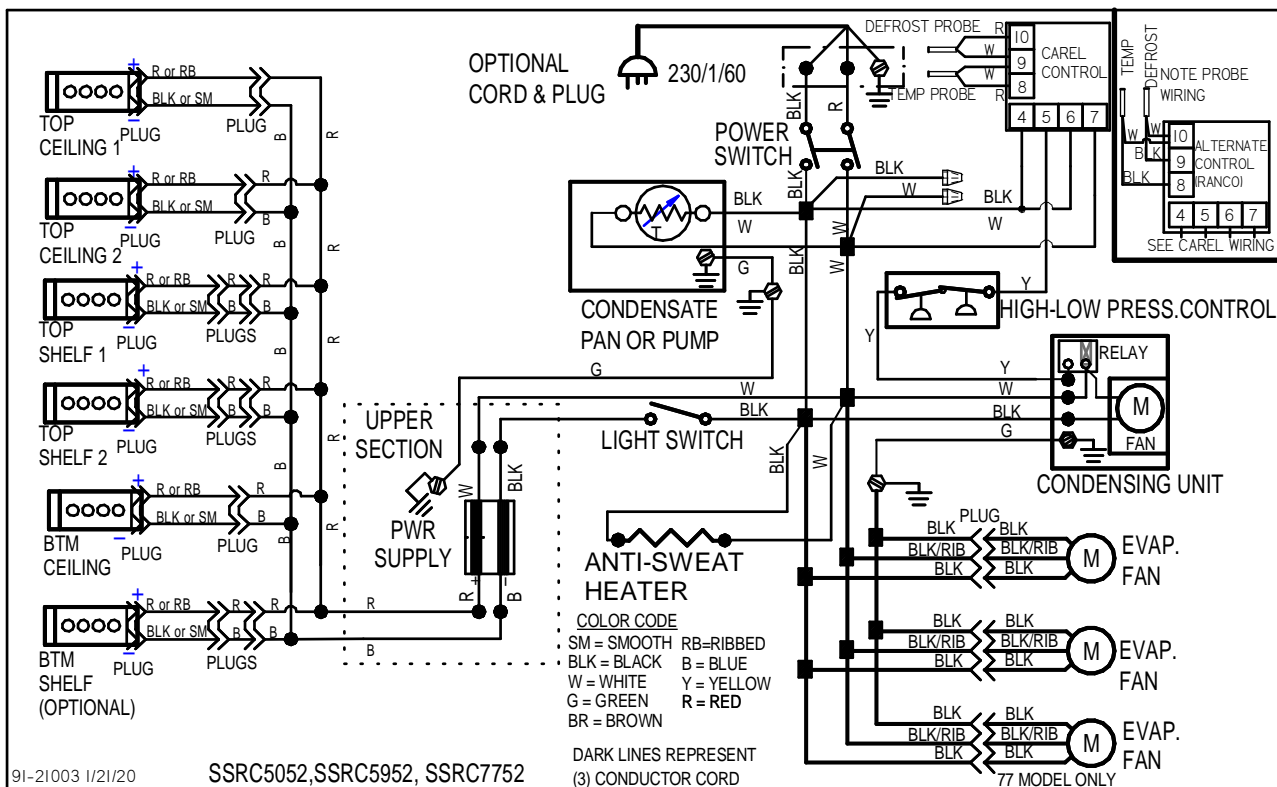 OPTIONAL
CORD & PLUG
230/1/60
DEFROST PROBE
R
W
W
R
TEMP PROBE
10
9
8
CAREL
CONTROL
4 5 6 7
TEMP
DEFROST
NOTE PROBE
WIRING
W
W
BLK
BLK
10
9
8
ALTERNATE
CONTROL
(RANCO)
4 5 6 7
SEE CAREL WIRING
+
R or RB
BLK or SM
–
TOP
CEILING 1
PLUG
PLUG
B
R
+
R or RB
R
BLK or SM
B
–
TOP
CEILING 2
PLUG
PLUG
B
R
+
R or RB
R
R
BLK or SM
B
B
–
TOP
SHELF 1
PLUG
PLUGS
B
R
+
R or RB
R
R
BLK or SM
B
B
–
TOP
SHELF 2
PLUG
PLUGS
B
R
+
R or RB
R
BLK or SM
B
–
BTM
CEILING
PLUG
PLUG
B
R
+
R or RB
R
R
BLK or SM
B
B
–
BTM
SHELF
(OPTIONAL)
PLUG
PLUGS
R
B
BLK
R
POWER
SWITCH
BLK
BLK
W
BLK
W
T
BLK
W
G
W
BLK
W
CONDENSATE
PAN OR PUMP
G
Y
Y
HIGH-LOW PRESS.CONTROL
Y
W
BLK
W
BLK
G
RELAY
M
FAN
CONDENSING UNIT
UPPER
SECTION
LIGHT SWITCH
W
BLK
PWR
SUPPLY
+
–
R
B
BLK
W
ANTI-SWEAT
HEATER
COLOR CODE
SM = SMOOTH RB=RIBBED
BLK = BLACK B = BLUE
W = WHITE Y = YELLOW
G = GREEN R = RED
BR = BROWN
DARK LINES REPRESENT
(3) CONDUCTOR CORD
PLUG
BLK BLK
BLK/RIB BLK/RIB
BLK BLK
M
EVAP.
FAN
BLK BLK
BLK/RIB BLK/RIB
BLK BLK
M
EVAP.
FAN
BLK BLK
BLK/RIB BLK/RIB
BLK BLK
M
EVAP.
FAN
77 MODEL ONLY
91-21003 1/21/20
SSRC5052,SSRC5952, SSRC7752